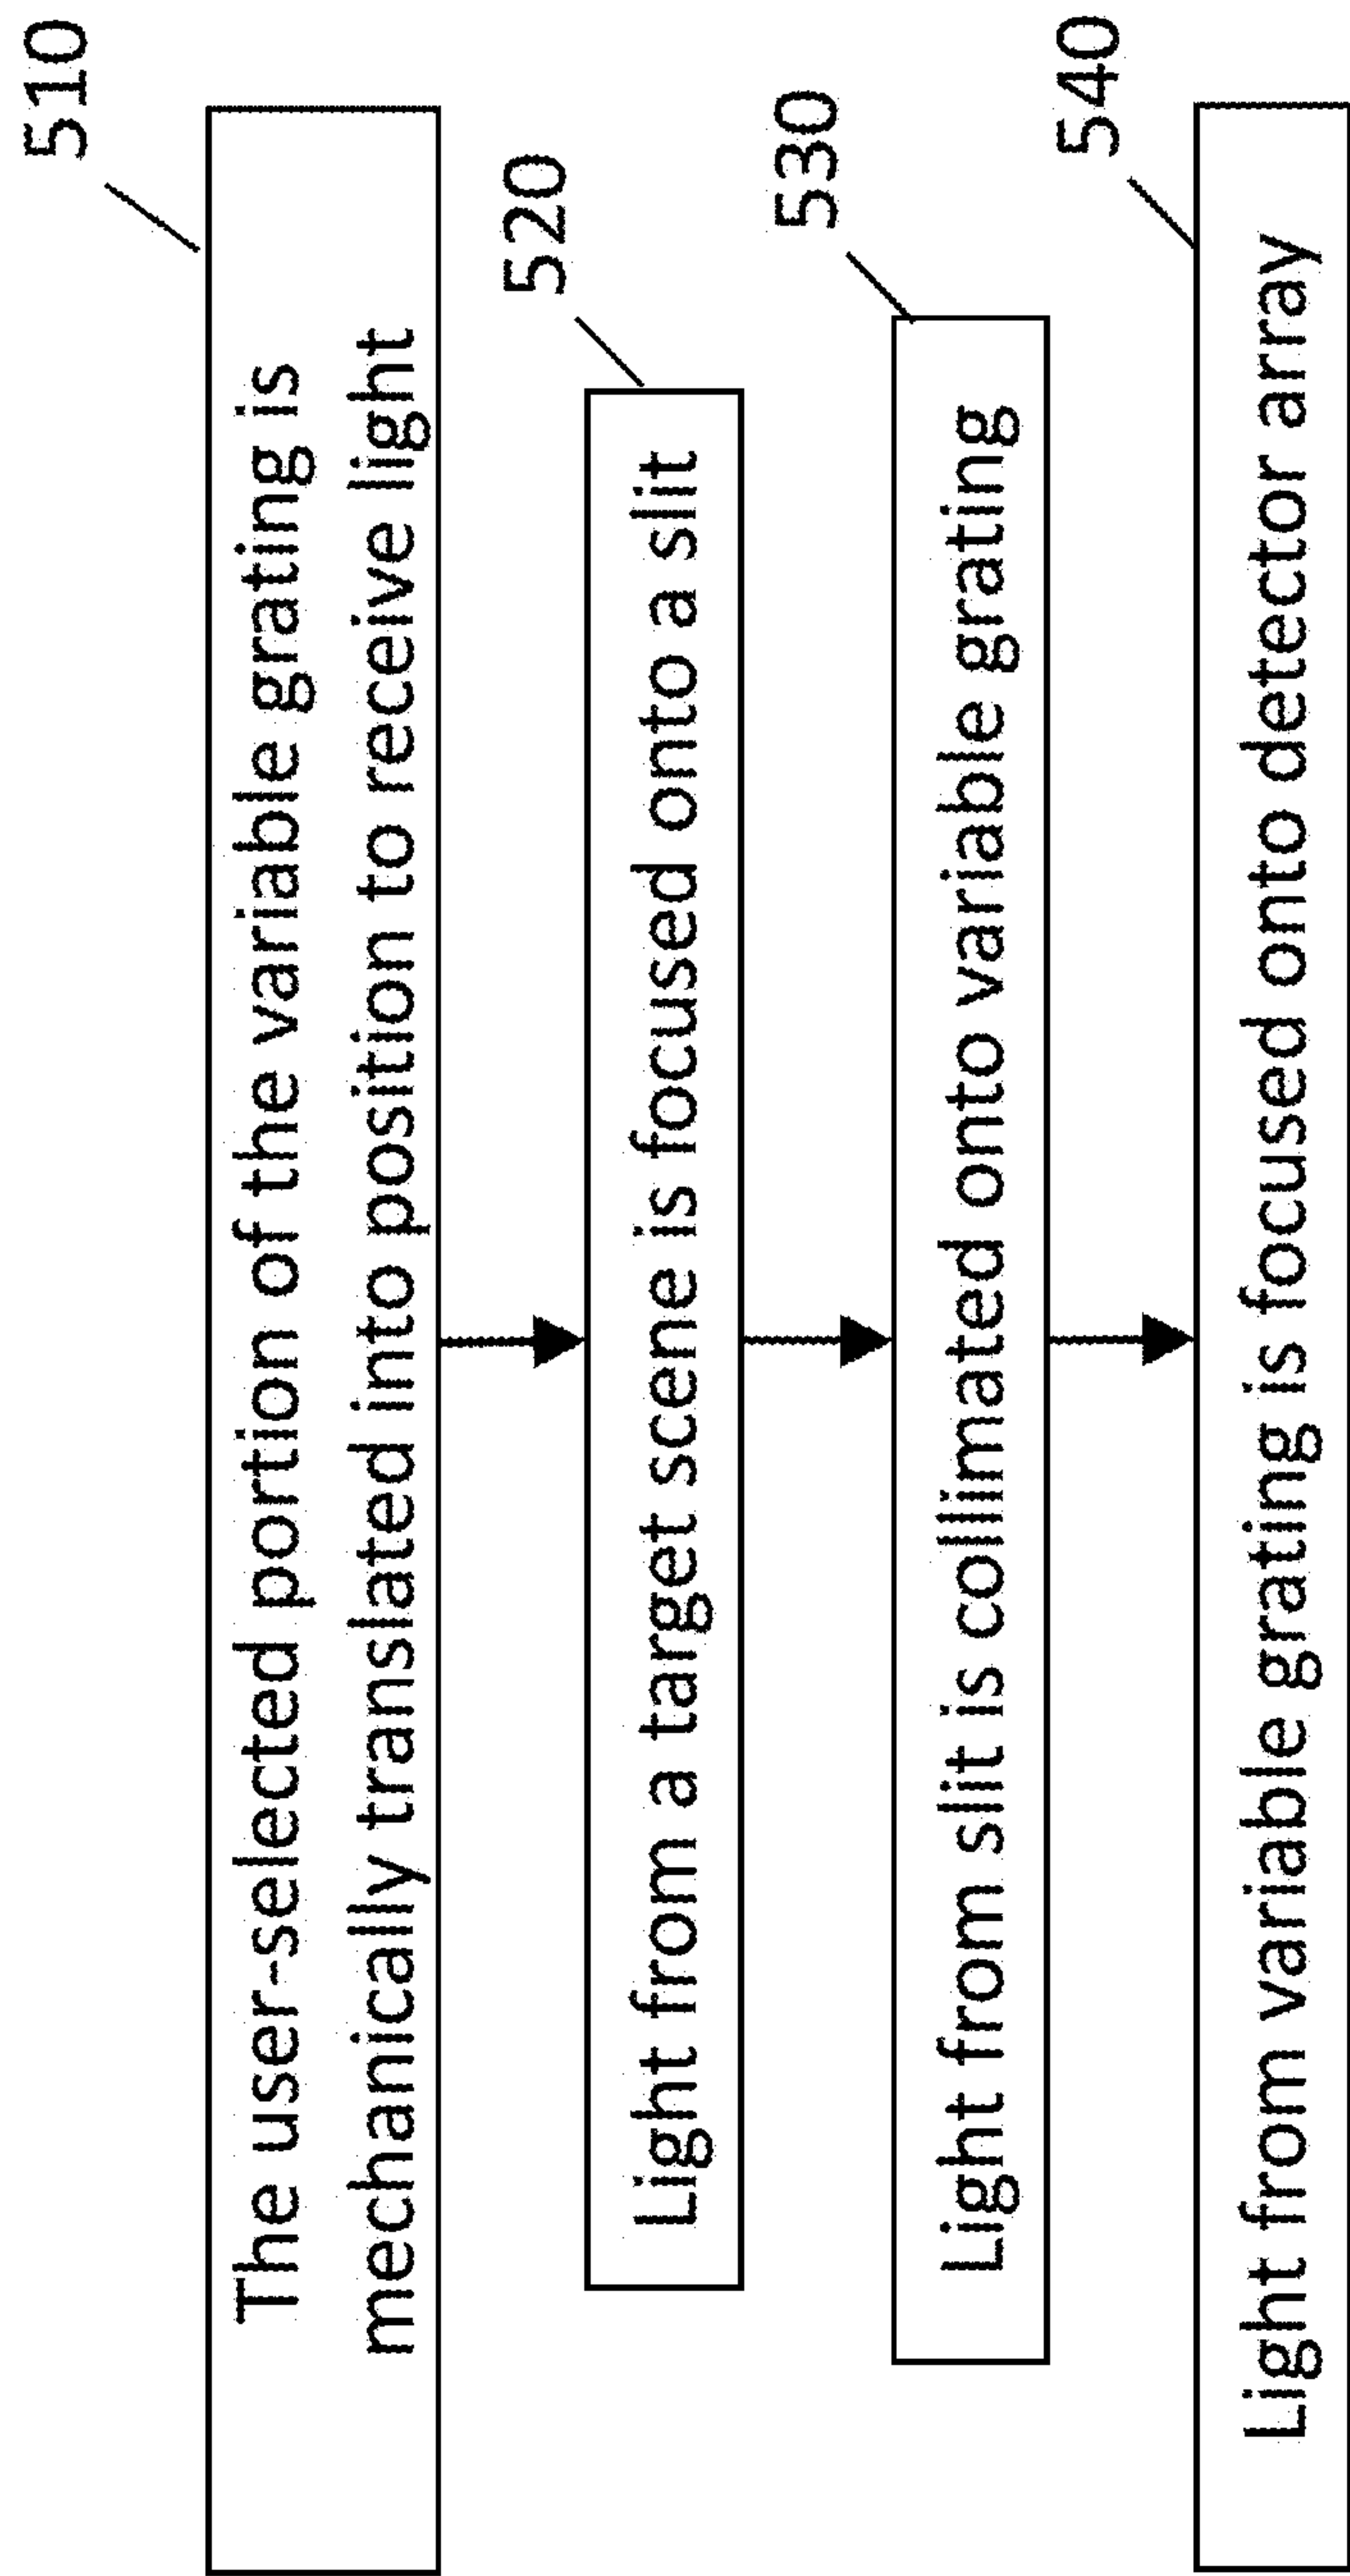 510
The user-selected portion of the variable grating is
mechanically translated into position to receive light
520
Light from a target scene is focused onto a slit
530
Light from slit is collimated onto variable grating
540
Light from variable grating is focused onto detector array